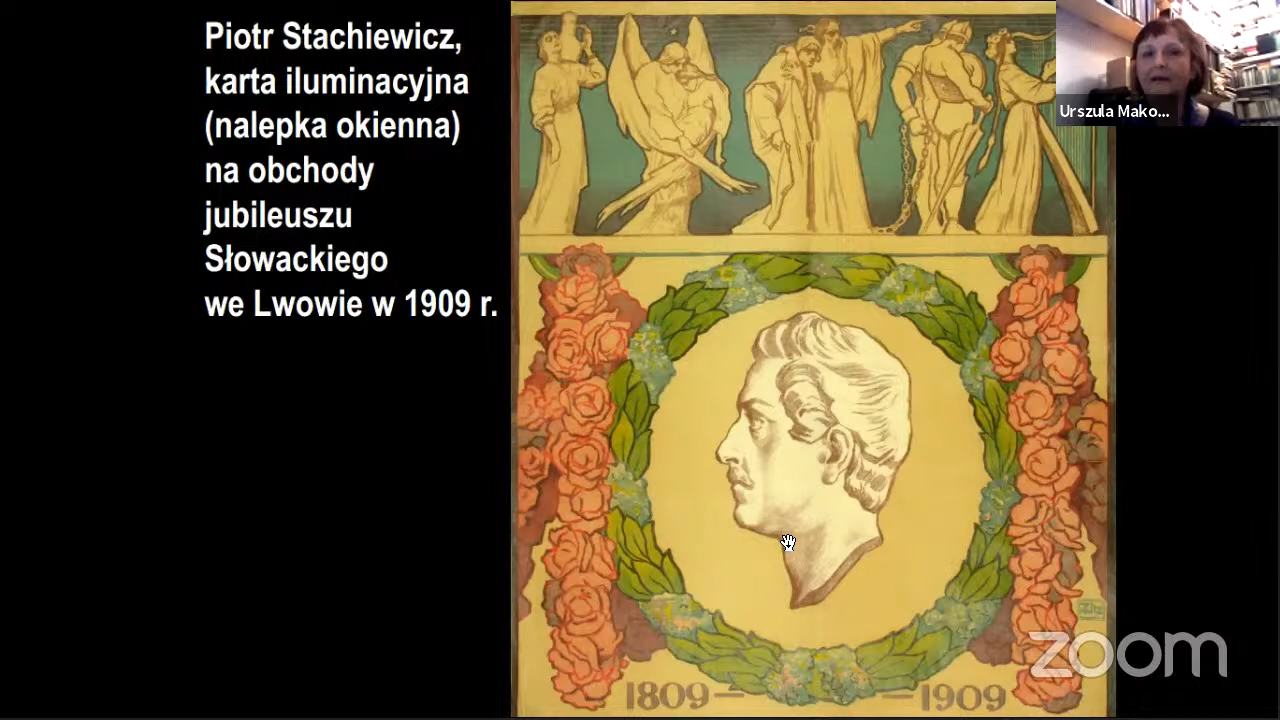 Piotr Stachiewicz,
karta iluminacyjna
(nalepka okienna)
na obchody
jubileuszu
Słowackiego
we Lwowie w 1909 r.
Urszula Mako...
1809 — — 1909
zoom